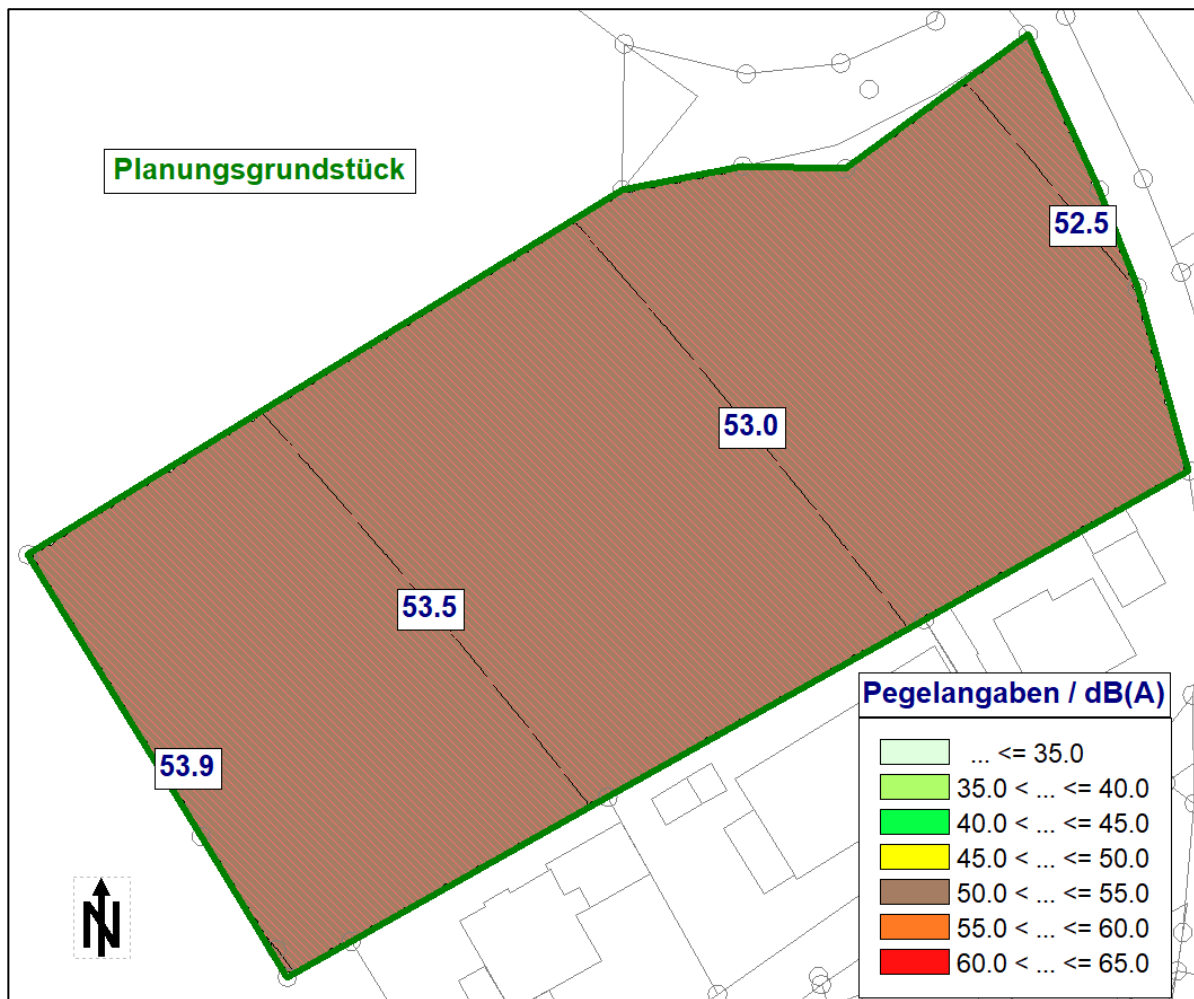 Planungsgrundstück
52.5
53.0
53.5
53.9
N
Pegelangaben / dB(A)
... <= 35.0
35.0 < ... <= 40.0
40.0 < ... <= 45.0
45.0 < ... <= 50.0
50.0 < ... <= 55.0
55.0 < ... <= 60.0
60.0 < ... <= 65.0